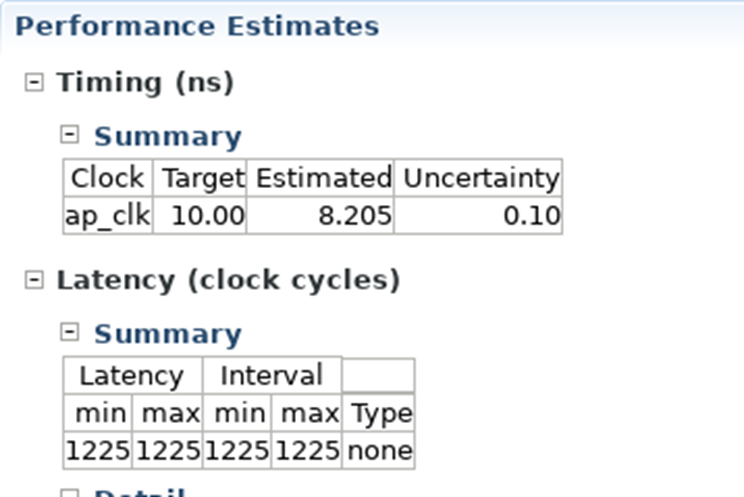 Performance Estimates
Timing (ns)
Summary
Clock Target Estimated Uncertainty
ap_clk 10.00 8.205 0.10
Latency (clock cycles)
Summary
Latency Interval
min max min max Type
1225 1225 1225 1225 none
Detail